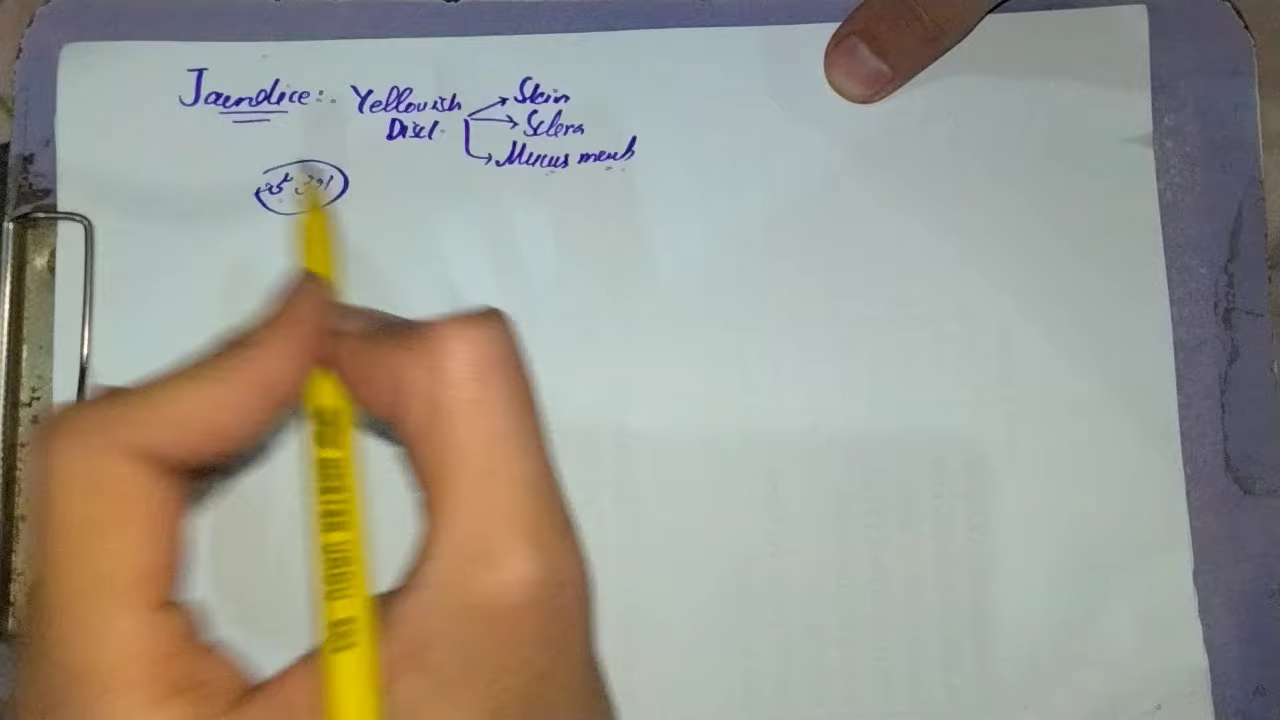 Jaundice:. Yellowish → Skin
Discl. → Sclera
→ Mucus memb